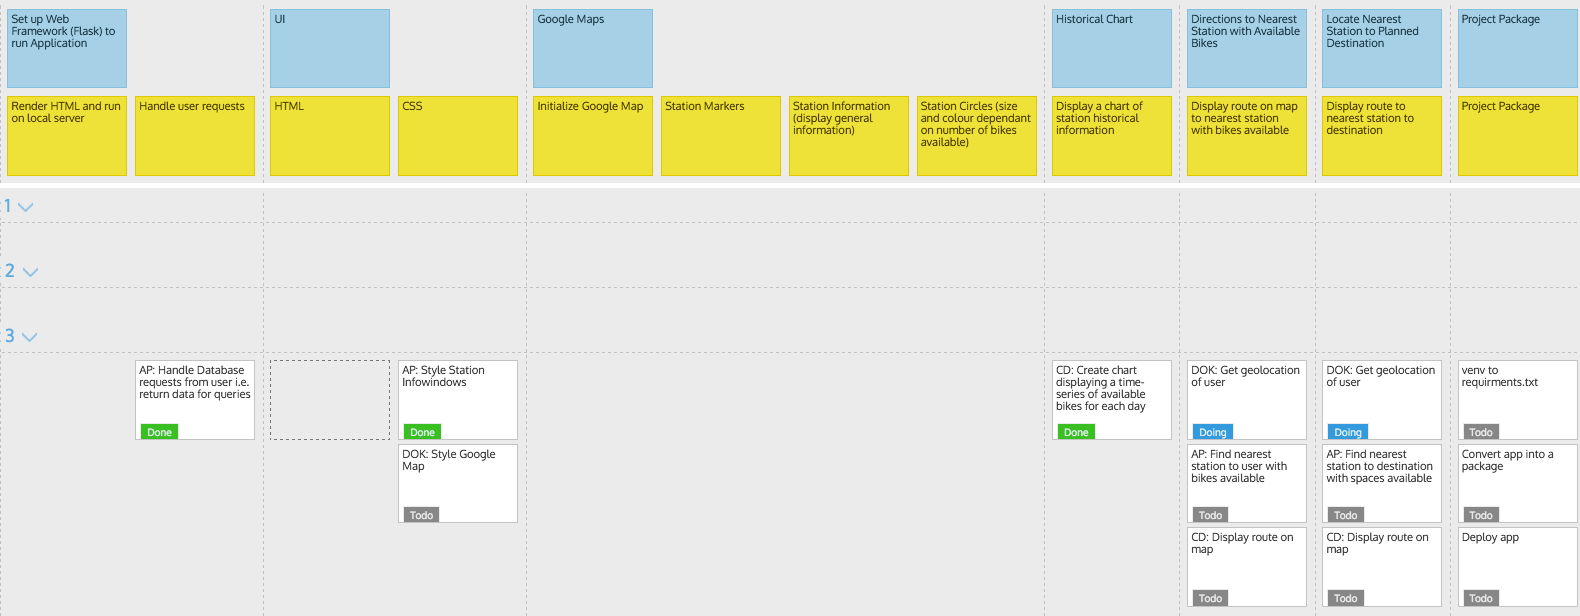 Set up Web
Framework (Flask) to
run Application
UI
Google Maps
Historical Chart
Directions to Nearest
Station with Available
Bikes
Locate Nearest
Station to Planned
Destination
Project Package
Render HTML and run
on local server
Handle user requests
HTML
CSS
Initialize Google Map
Station Markers
Station Information
(display general
information)
Station Circles (size
and colour dependant
on number of bikes
available)
Display a chart of
station historical
information
Display route on map
to nearest station
with bikes available
Display route to
nearest station to
destination
Project Package
1
2
3
AP: Handle Database
requests from user i.e.
return data for queries
Done
AP: Style Station
Infowindows
Done
CD: Create chart
displaying a time-
series of available
bikes for each day
Done
DOK: Get geolocation
of user
Doing
DOK: Get geolocation
of user
Doing
venv to
requirments.txt
Todo
DOK: Style Google
Map
Todo
AP: Find nearest
station to user with
bikes available
Todo
AP: Find nearest
station to destination
with spaces available
Todo
Convert app into a
package
Todo
CD: Display route on
map
Todo
CD: Display route on
map
Todo
Deploy app
Todo